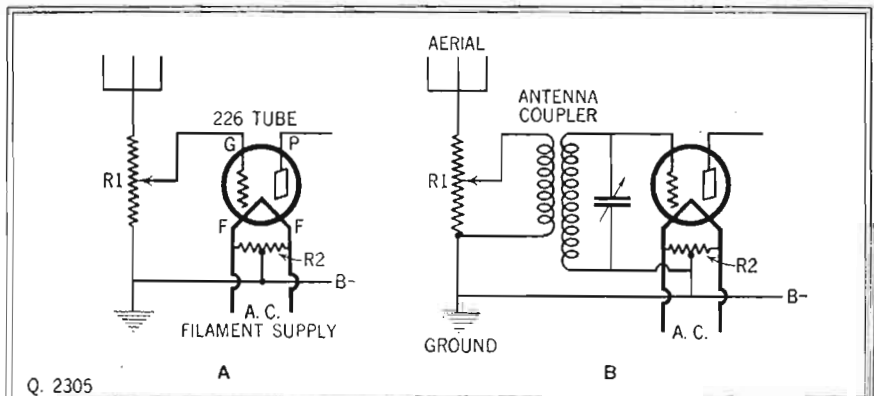 AERIAL
ANTENNA
COUPLER
226 TUBE
G P
R1
F F
R2
B-
A. C.
FILAMENT SUPPLY
A
R1
R2
B-
A. C.
GROUND
B
Q. 2305